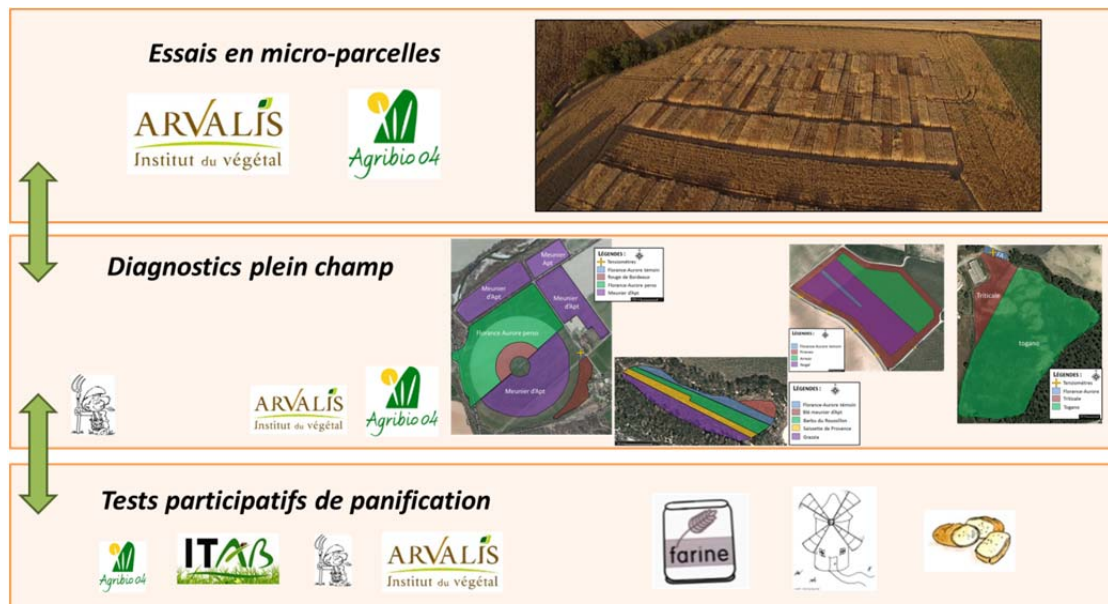 Essais en micro-parcelles
ARVALIS
Institut du végétal
Agribio 04
Diagnostics plein champ
ARVALIS
Institut du végétal
Agribio 04
Meunier
Apt
Meunier
d'Apt
Meunier
d'Apt
Florence Aurore perso
Meunier d'Apt
LÉGENDES :
Tensiomètres
Florence-Aurore témoin
Rouge de Bordeaux
Florence-Aurore perso
Meunier d'Apt
LÉGENDES :
Florence-Aurore témoin
Blé meunier d'Apt
Barbu du Roussillon
Saissette de Provence
Graccia
LÉGENDES :
Florence-Aurore témoin
Triticale
togano
LÉGENDES :
Tensiomètres
Florence-Aurore
Triticale
Togano
Tests participatifs de panification
Agribio 04
ITAB
ARVALIS
Institut du végétal
farine